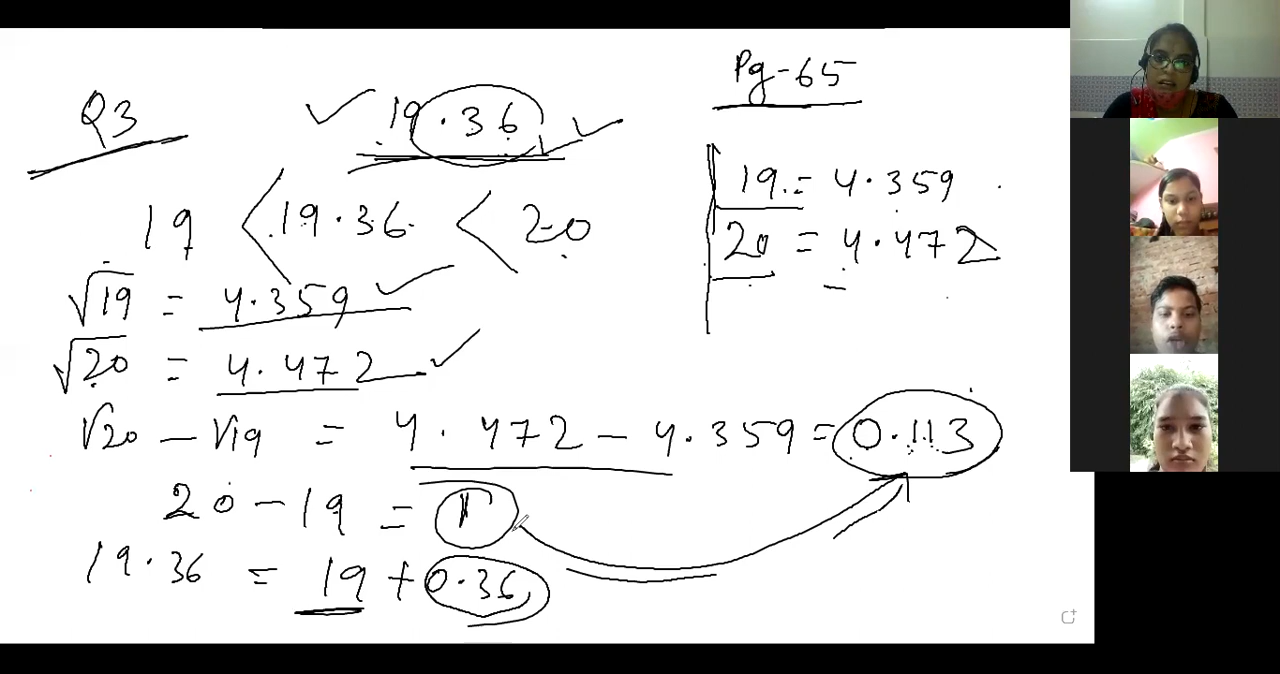 Pg-65
Q3 19.36
19 < 19.36 < 20
√19 = 4.359
√20 = 4.472
19 = 4.359
20 = 4.472
√20 - √19 = 4.472 - 4.359 = 0.113
20 - 19 = 1
19.36 = 19 + 0.36